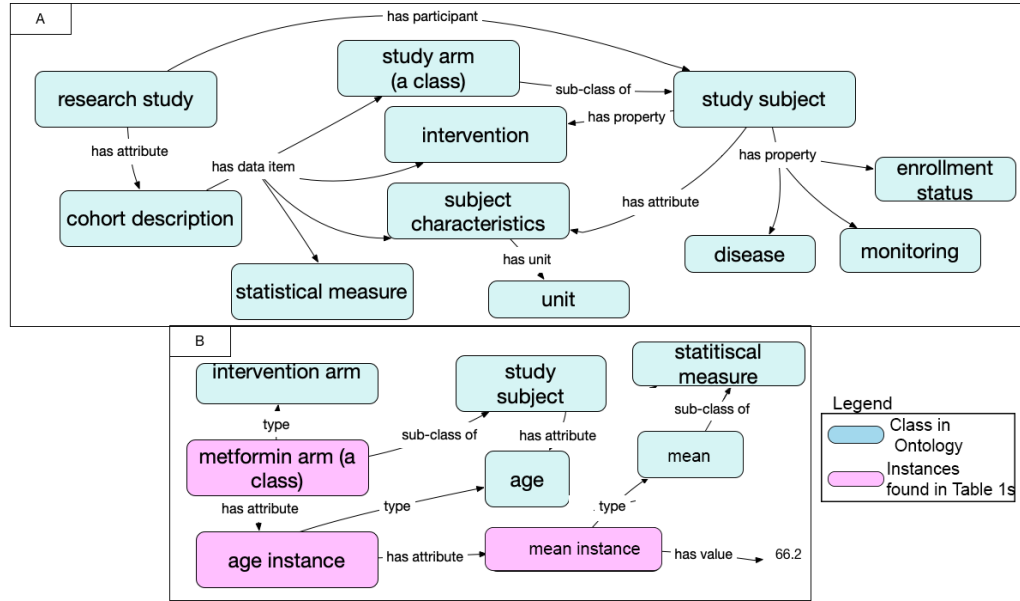 A
has participant
study arm
(a class)
research study
sub-class of
study subject
intervention
has property
has attribute
has data item
has property
enrollment
status
cohort description
subject
characteristics
has attribute
disease
monitoring
has unit
statistical measure
unit
B
intervention arm
study
subject
statitiscal
measure
type
sub-class of
has attribute
sub-class of
metformin arm (a
class)
age
mean
has attribute
type
type
age instance
has attribute
mean instance
has value
66.2
Legend
Class in
Ontology
Instances
found in Table 1s